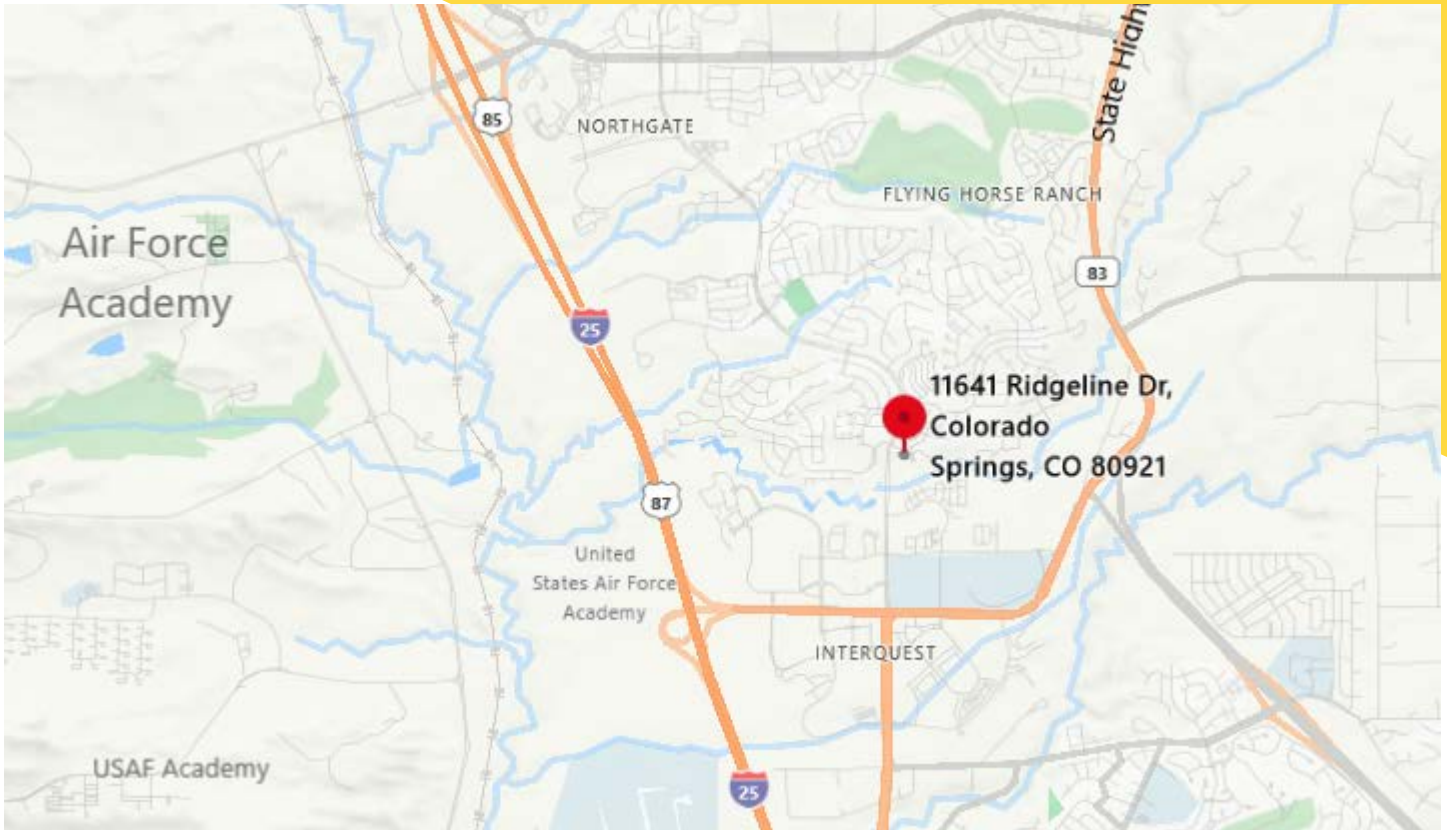 State High
85
NORTHGATE
FLYING HORSE RANCH
Air Force
Academy
83
25
11641 Ridgeline Dr,
Colorado
Springs, CO 80921
87
United
States Air Force
Academy
INTERQUEST
USAF Academy
25